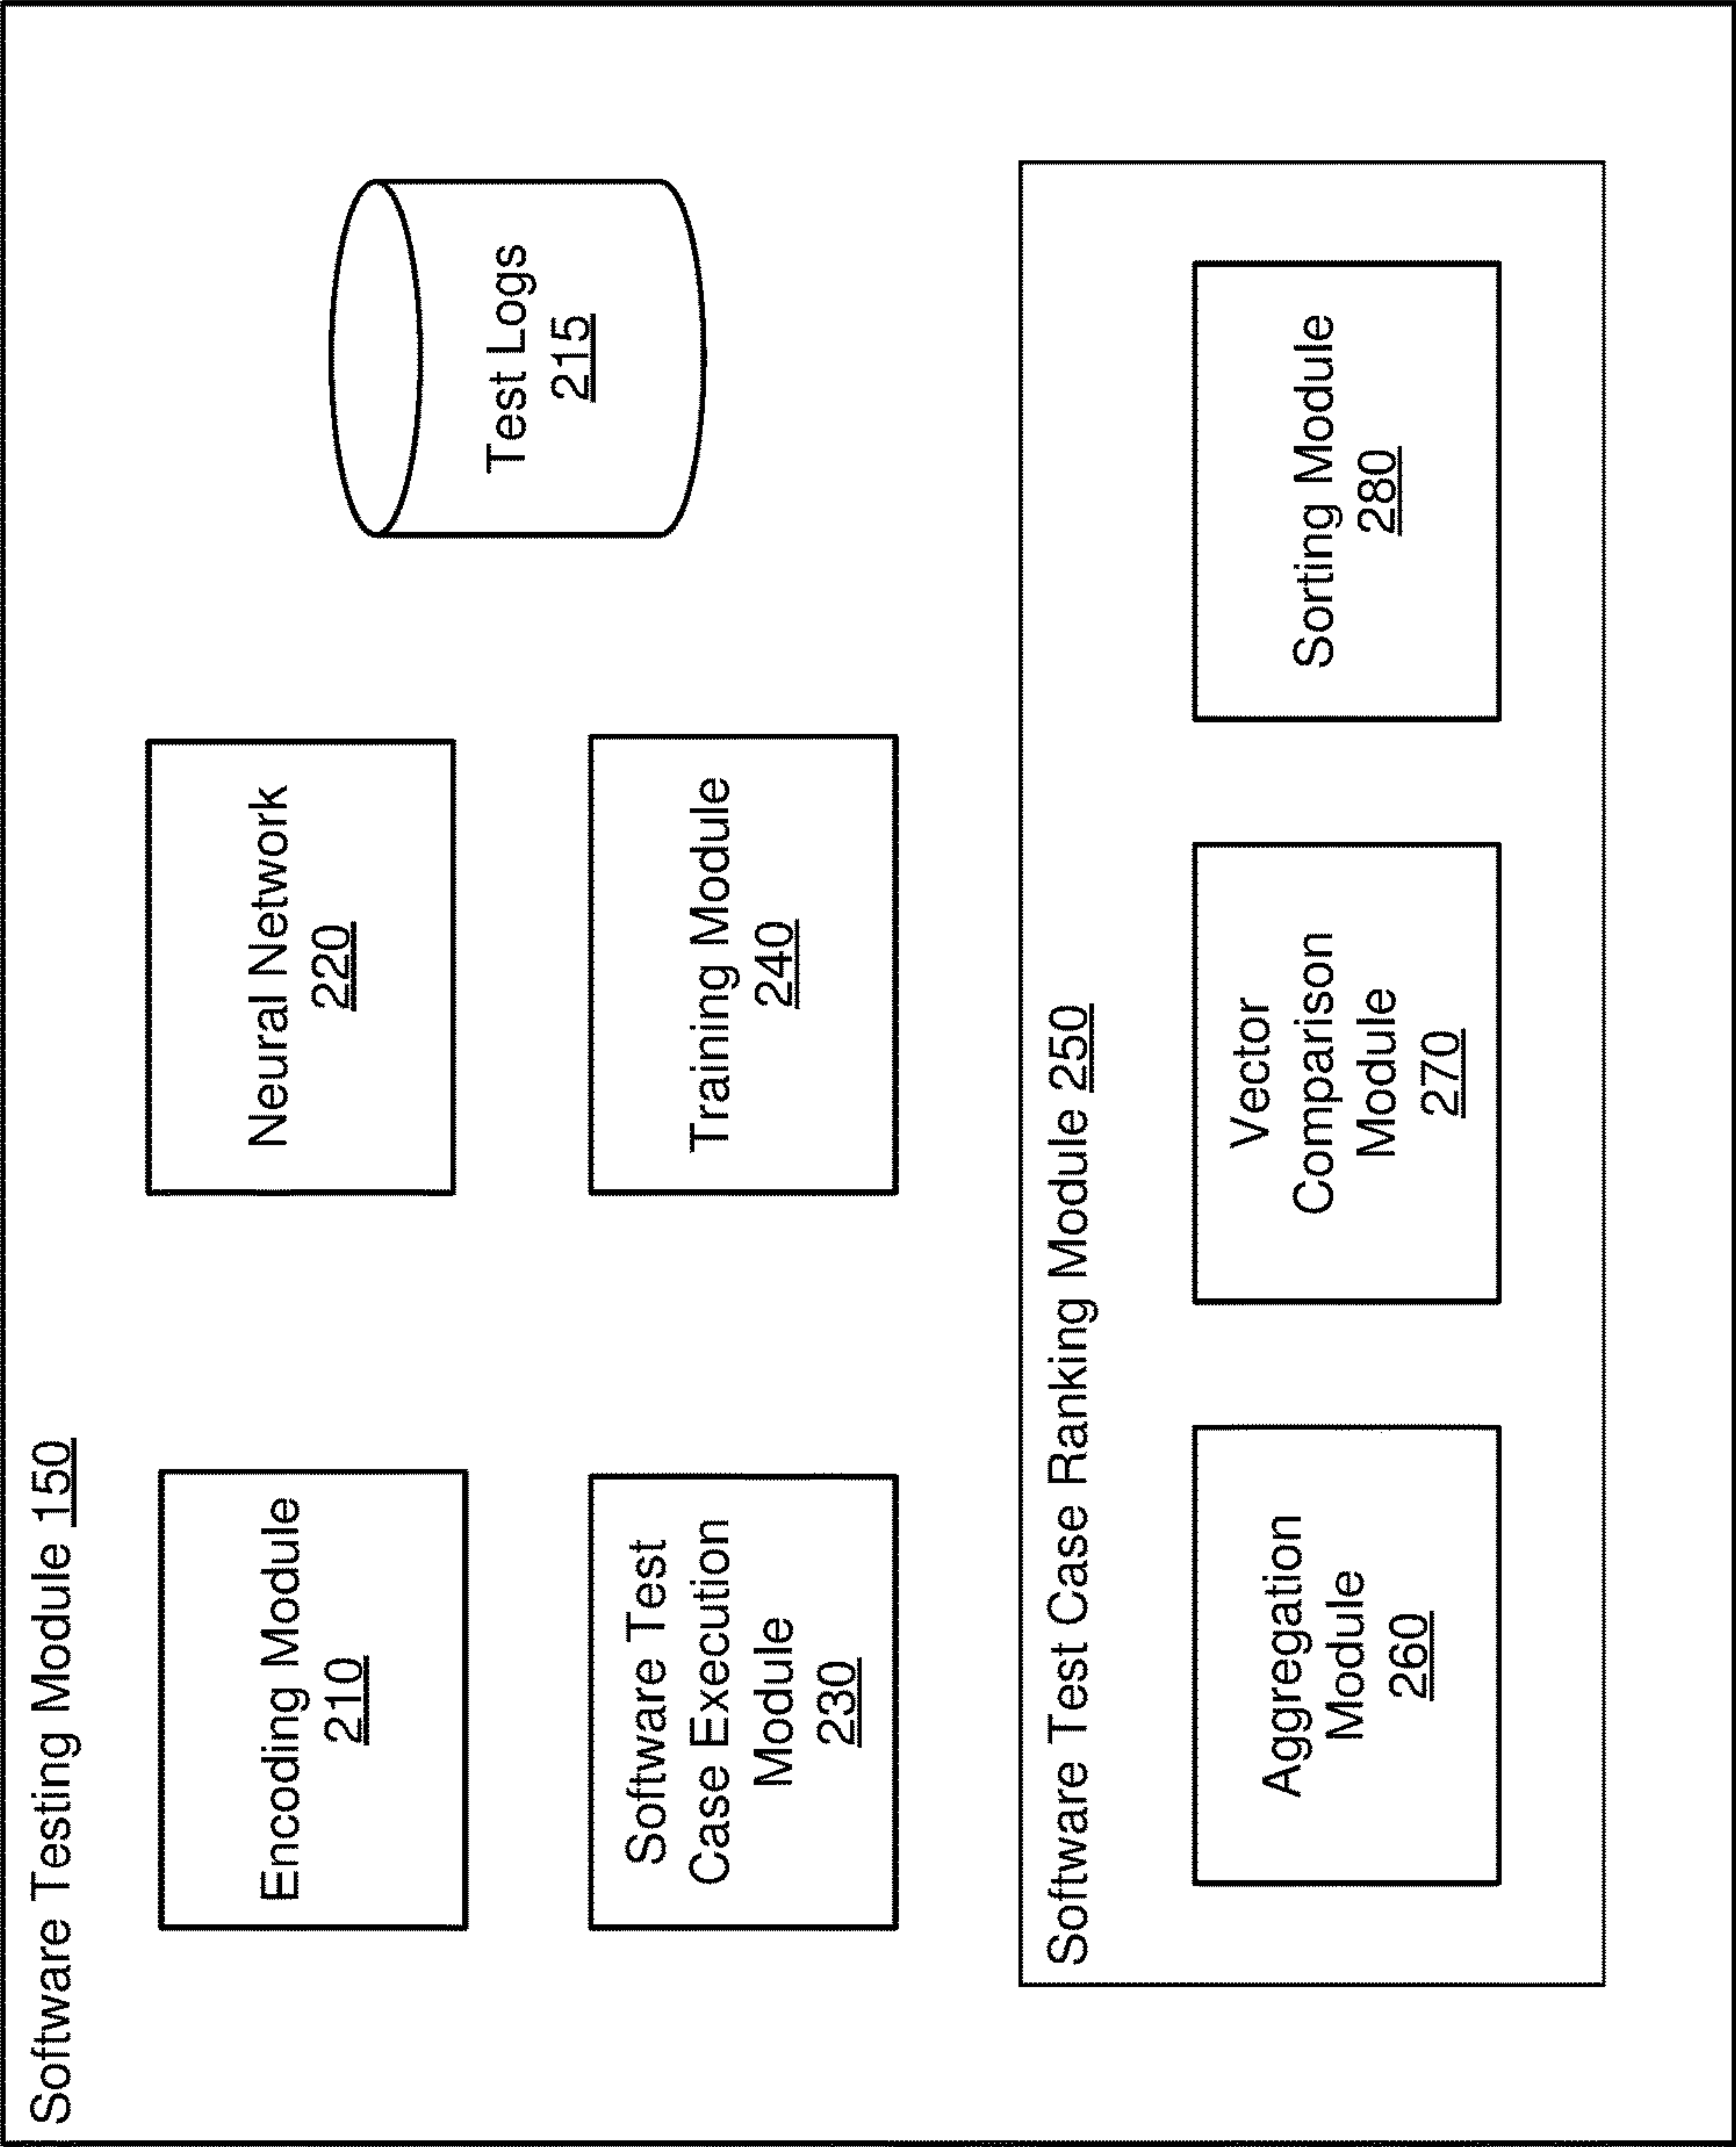 Software Testing Module 150
Encoding Module
210
Neural Network
220
Test Logs
215
Software Test
Case Execution
Module
230
Training Module
240
Software Test Case Ranking Module 250
Aggregation
Module
260
Vector
Comparison
Module
270
Sorting Module
280